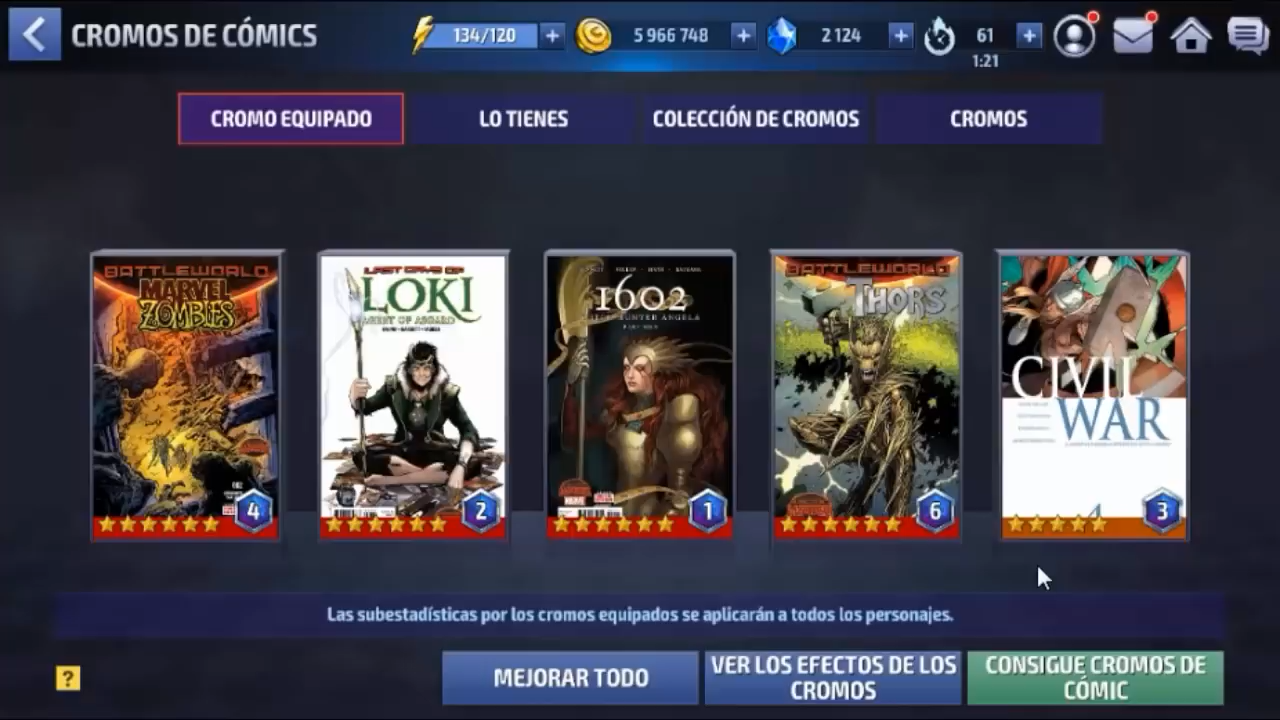 CROMOS DE CÓMICS
134/120
5 966 748
2 124
61
1:21
CROMO EQUIPADO
LO TIENES
COLECCIÓN DE CROMOS
CROMOS
BATTLEWORLD
MARVEL
ZOMBIES
4
LAST DAYS OF
LOKI
AGENT OF ASGARD
2
1602
WITCH HUNTER ANGELA
1
BATTLEWORLD
THORS
6
CIVIL
WAR
3
Las subestadísticas por los cromos equipados se aplicarán a todos los personajes.
?
MEJORAR TODO
VER LOS EFECTOS DE LOS
CROMOS
CONSIGUE CROMOS DE
CÓMIC